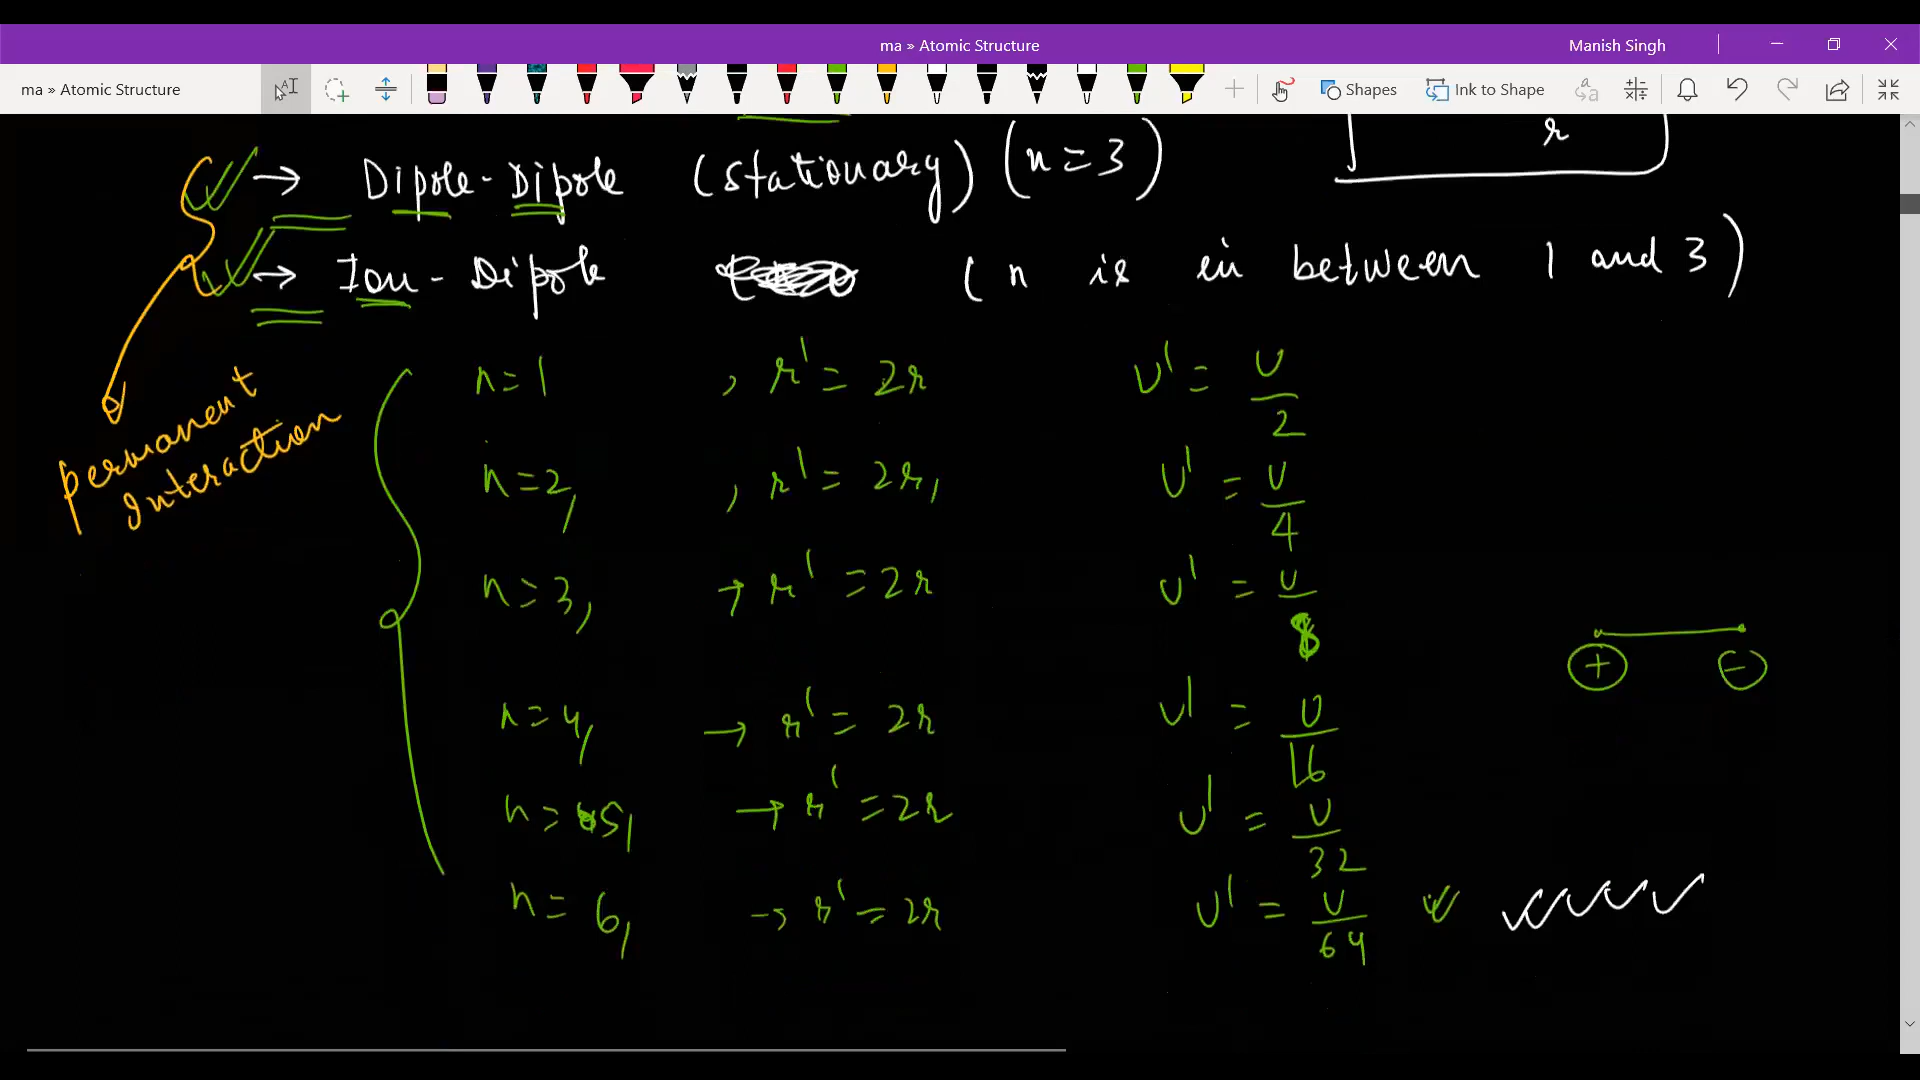 ma » Atomic Structure
Manish Singh
ma » Atomic Structure
Shapes
Ink to Shape
r
→ Dipole-Dipole (stationary) (n=3)
→ Ion-Dipole (n is in between 1 and 3)
permanent
Interaction
n=1 , r' = 2r U' = U/2
n=2, , r' = 2r, U' = U/4
n=3, → r' = 2r U' = U/8
+ −
n=4, → r' = 2r U' = U/16
n=5, → r' = 2r U' = U/32
n=6, → r' = 2r U' = U/64